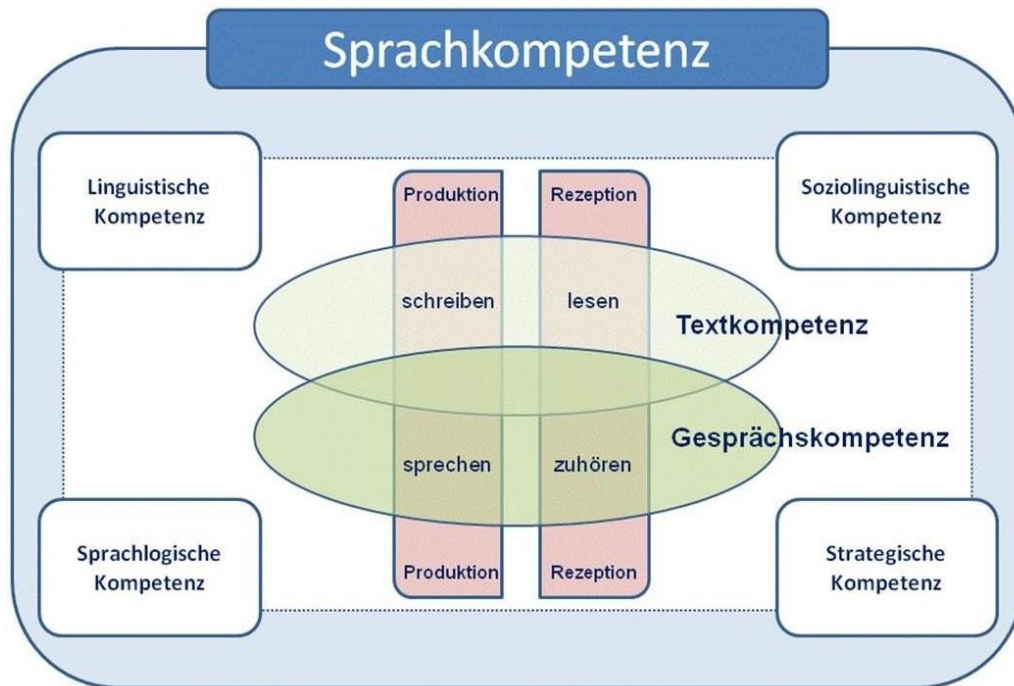 Sprachkompetenz
Linguistische
Kompetenz
Produktion
Rezeption
Soziolinguistische
Kompetenz
schreiben
lesen
Textkompetenz
Gesprächskompetenz
sprechen
zuhören
Sprachlogische
Kompetenz
Produktion
Rezeption
Strategische
Kompetenz